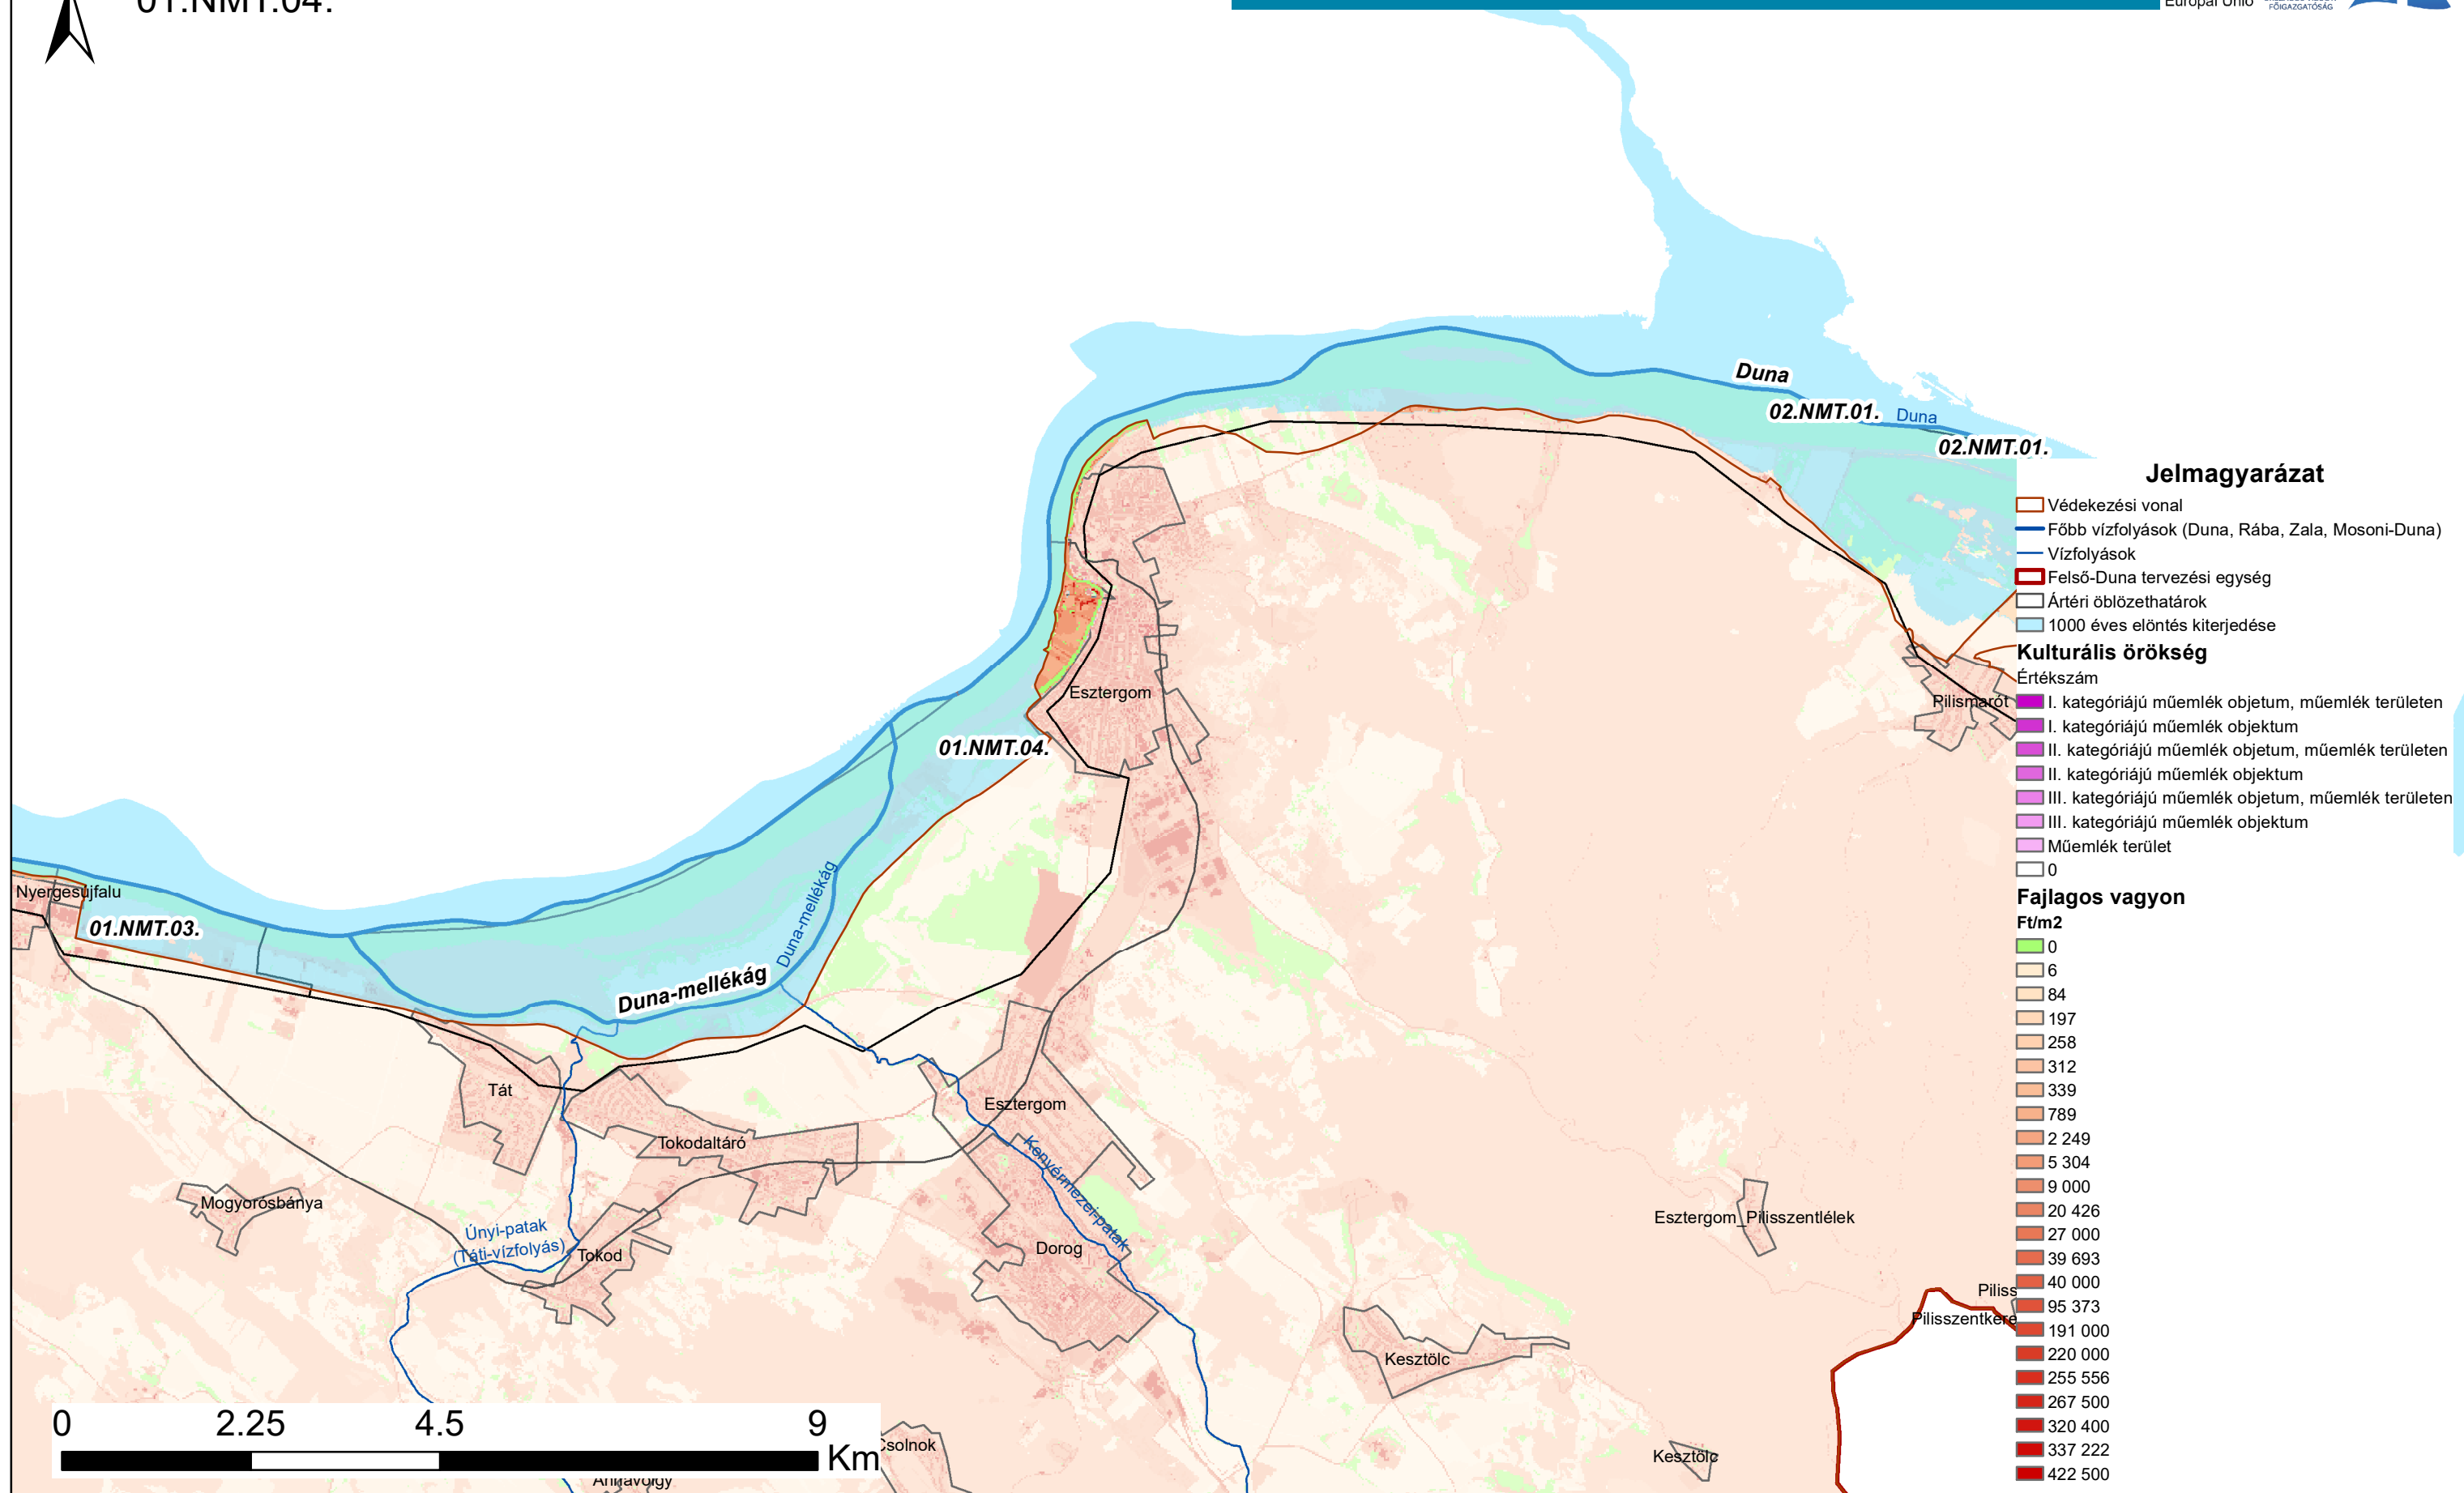 01.NMT.04.
Európai Unió
FŐIGAZGATÓSÁG
Duna
02.NMT.01.
Duna
02.NMT.01.
Esztergom
01.NMT.04.
Pilismarót
Nyergesújfalu
01.NMT.03.
Duna-mellékág
Duna-mellékág
Tát
Esztergom
Tokodaltáró
Kenyérmezei-patak
Mogyorósbánya
Únyi-patak
(Táti-vízfolyás)
Tokod
Dorog
Esztergom_Pilisszentlélek
Piliss
Pilisszentkere
Kesztölc
Kesztölc
Csolnok
Annavölgy
0 2.25 4.5 9
Km
Jelmagyarázat
Védekezési vonal
Főbb vízfolyások (Duna, Rába, Zala, Mosoni-Duna)
Vízfolyások
Felső-Duna tervezési egység
Ártéri öblözethatárok
1000 éves elöntés kiterjedése
Kulturális örökség
Értékszám
I. kategóriájú műemlék objetum, műemlék területen
I. kategóriájú műemlék objektum
II. kategóriájú műemlék objetum, műemlék területen
II. kategóriájú műemlék objektum
III. kategóriájú műemlék objetum, műemlék területen
III. kategóriájú műemlék objektum
Műemlék terület
0
Fajlagos vagyon
Ft/m2
0
6
84
197
258
312
339
789
2 249
5 304
9 000
20 426
27 000
39 693
40 000
95 373
191 000
220 000
255 556
267 500
320 400
337 222
422 500